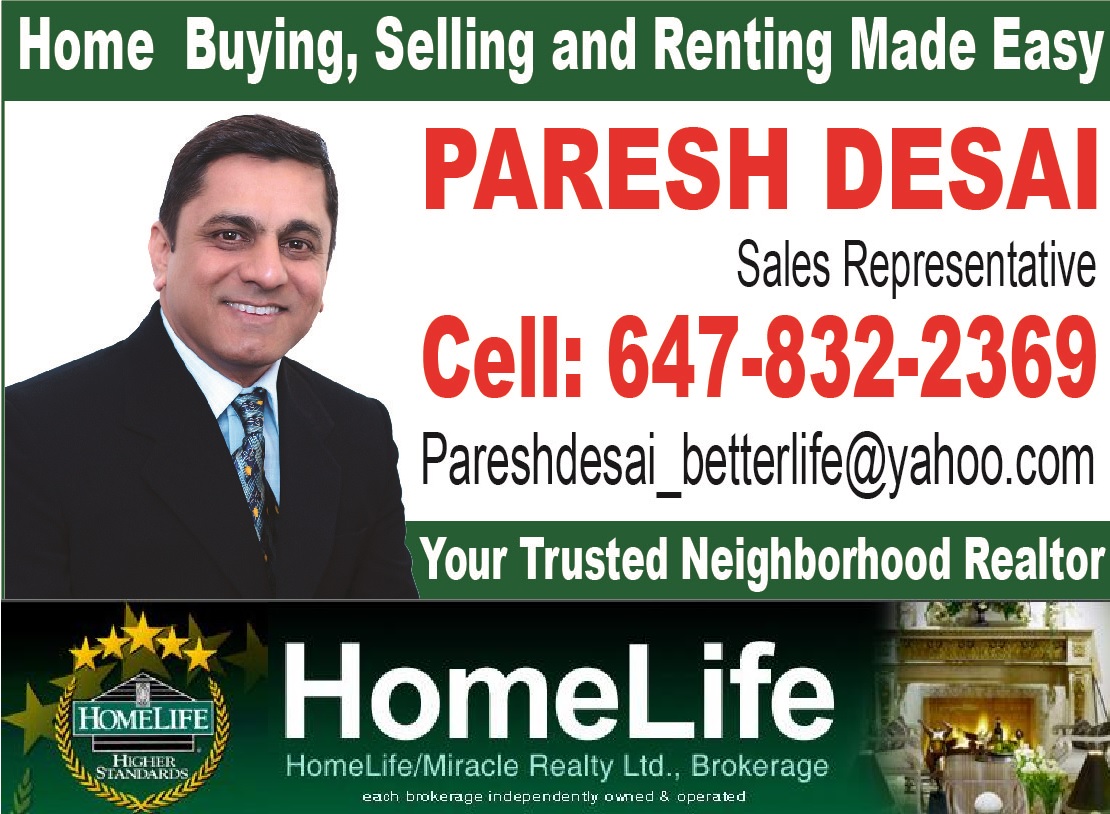 Home Buying, Selling and Renting Made Easy
PARESH DESAI
Sales Representative
Cell: 647-832-2369
Pareshdesai_betterlife@yahoo.com
Your Trusted Neighborhood Realtor
HOMELIFE
HIGHER
STANDARDS
HomeLife
HomeLife/Miracle Realty Ltd., Brokerage
each brokerage independently owned & operated